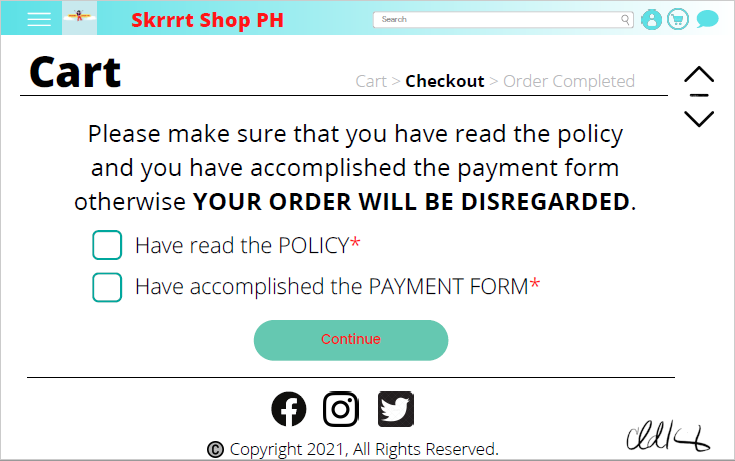 Skrrrt Shop PH
Search
Cart
Cart > Checkout > Order Completed
Please make sure that you have read the policy
and you have accomplished the payment form
otherwise YOUR ORDER WILL BE DISREGARDED.
Have read the POLICY*
Have accomplished the PAYMENT FORM*
Continue
© Copyright 2021, All Rights Reserved.